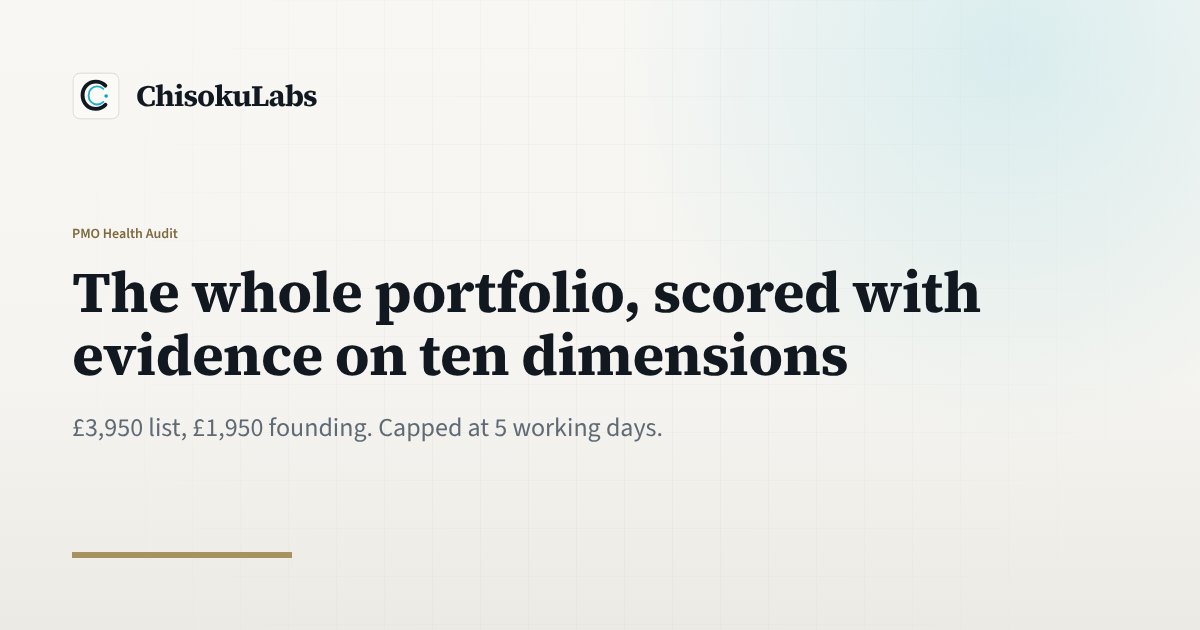 ChisokuLabs
PMO Health Audit
The whole portfolio, scored with
evidence on ten dimensions
£3,950 list, £1,950 founding. Capped at 5 working days.